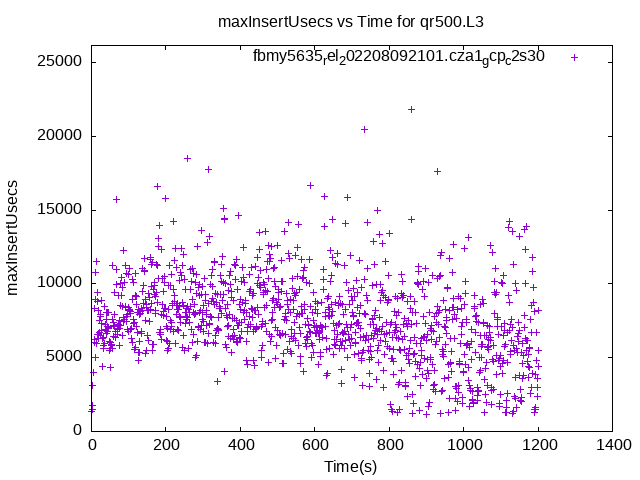 maxInsertUsecs vs Time for qr500.L3
fbmy5635rel202208092101.cza1gcpc2s30
25000
20000
15000
10000
5000
0
maxInsertUsecs
0 200 400 600 800 1000 1200 1400
Time(s)